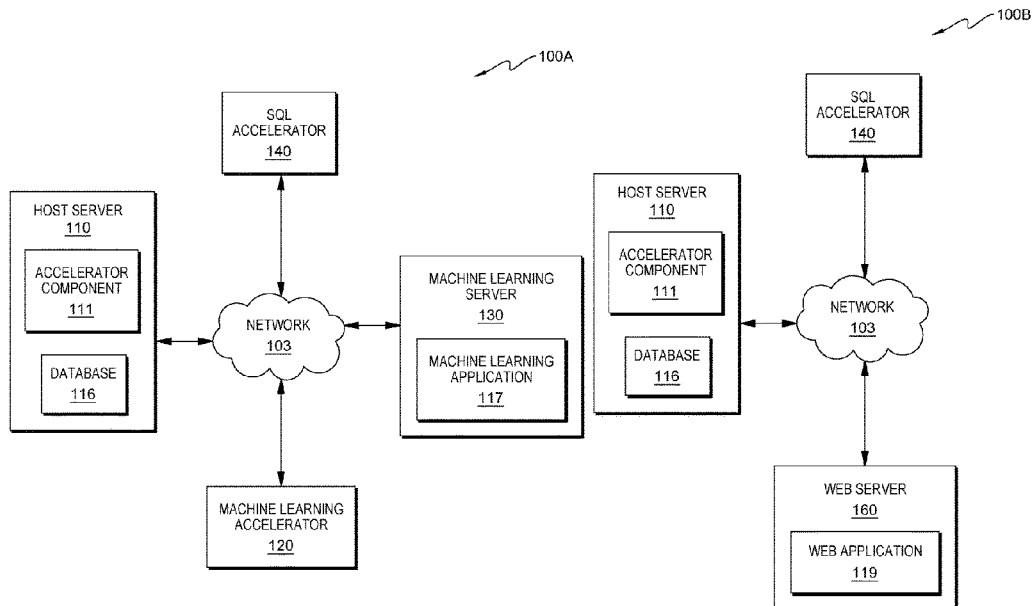 100A
SQL
ACCELERATOR
140
HOST SERVER
110
ACCELERATOR
COMPONENT
111
DATABASE
116
NETWORK
103
MACHINE LEARNING
SERVER
130
MACHINE LEARNING
APPLICATION
117
MACHINE LEARNING
ACCELERATOR
120
100B
SQL
ACCELERATOR
140
HOST SERVER
110
ACCELERATOR
COMPONENT
111
DATABASE
116
NETWORK
103
WEB SERVER
160
WEB APPLICATION
119